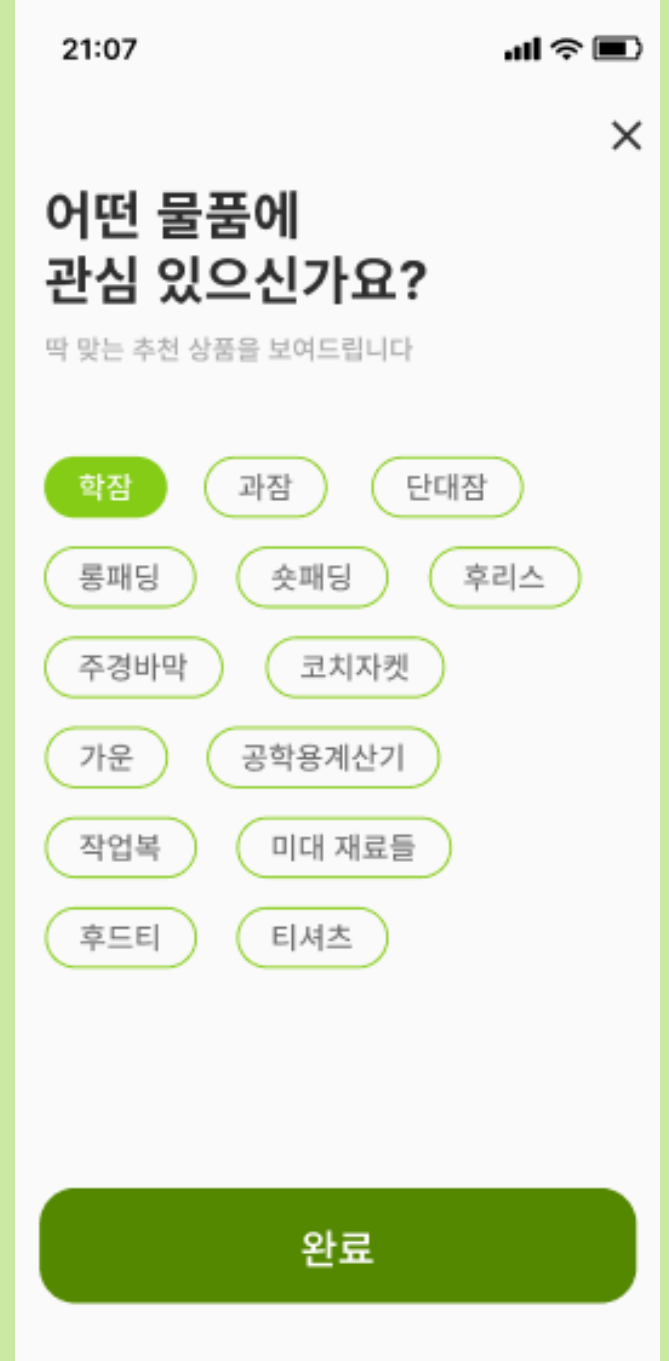 21:07
어떤 물품에
관심 있으신가요?
딱 맞는 추천 상품을 보여드립니다
학잠 과잠 단대잠
롱패딩 숏패딩 후리스
주경바막 코치자켓
가운 공학용계산기
작업복 미대 재료들
후드티 티셔츠
완료